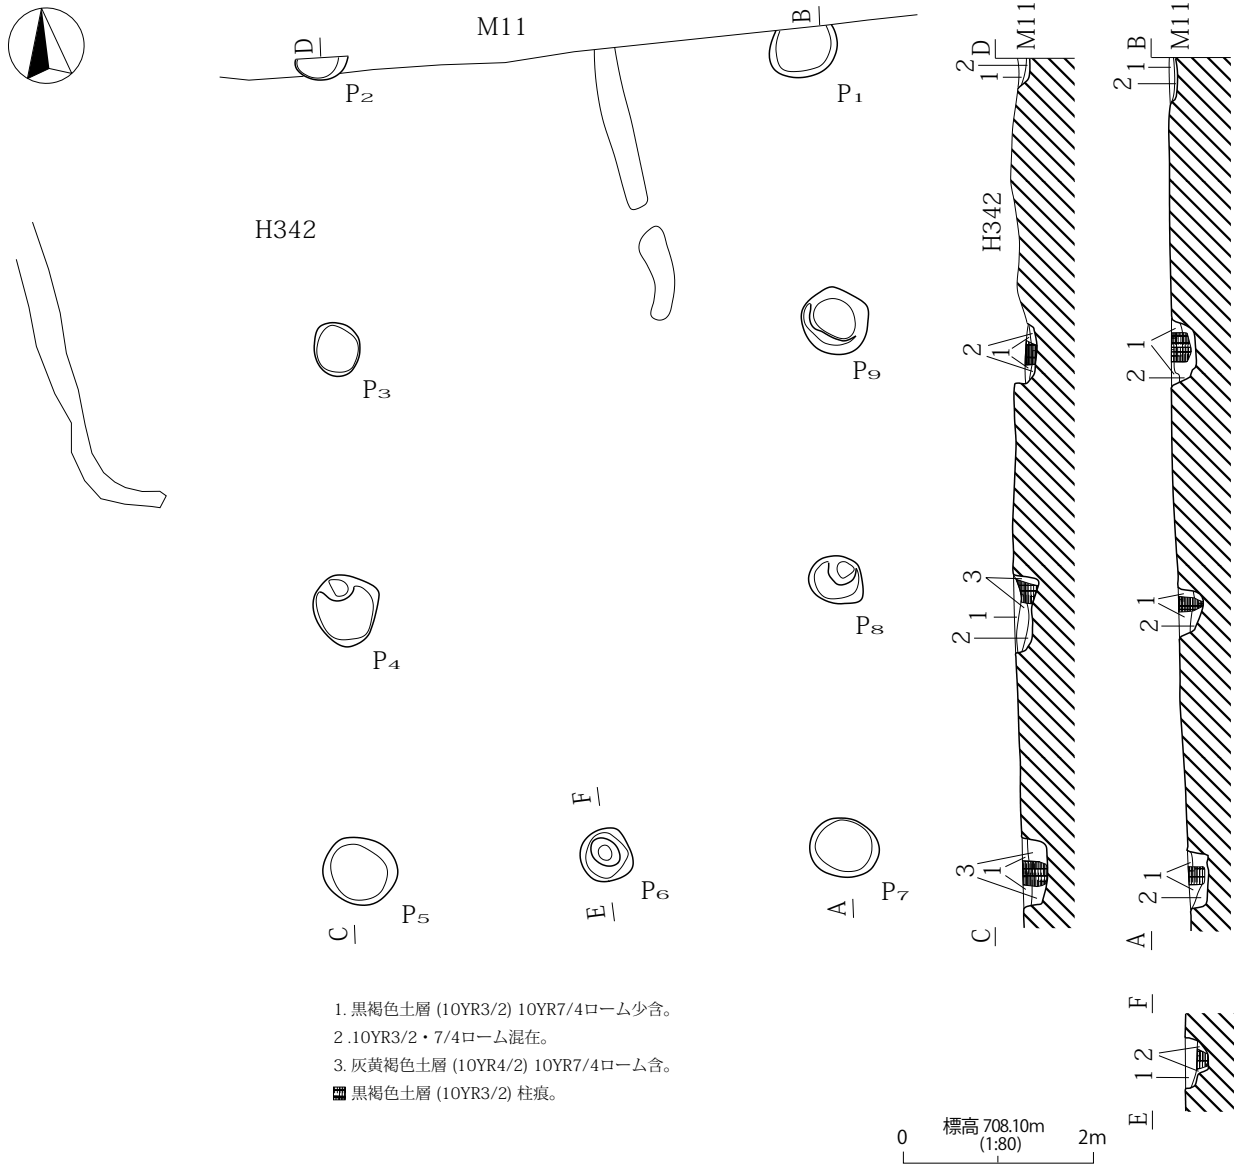 M11
B
D
P2
P1
H342
P3
P9
P4
P8
F
P5
P6
P7
C
E
A
D
M11
2
1
H342
2
1
3
1
2
3
1
C
B
M11
1
2
1
2
1
2
1
2
A
F
2
1
E
1. 黒褐色土層 (10YR3/2) 10YR7/4ローム少含。
2 .10YR3/2・7/4ローム混在。
3. 灰黄褐色土層 (10YR4/2) 10YR7/4ローム含。
黒褐色土層 (10YR3/2) 柱痕。
標高 708.10m
0 (1:80) 2m